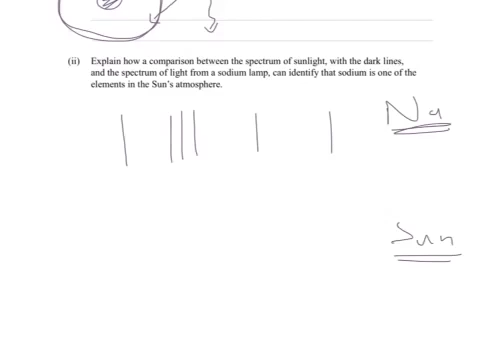 (ii) Explain how a comparison between the spectrum of sunlight, with the dark lines,
and the spectrum of light from a sodium lamp, can identify that sodium is one of the
elements in the Sun's atmosphere.
Na
Sun